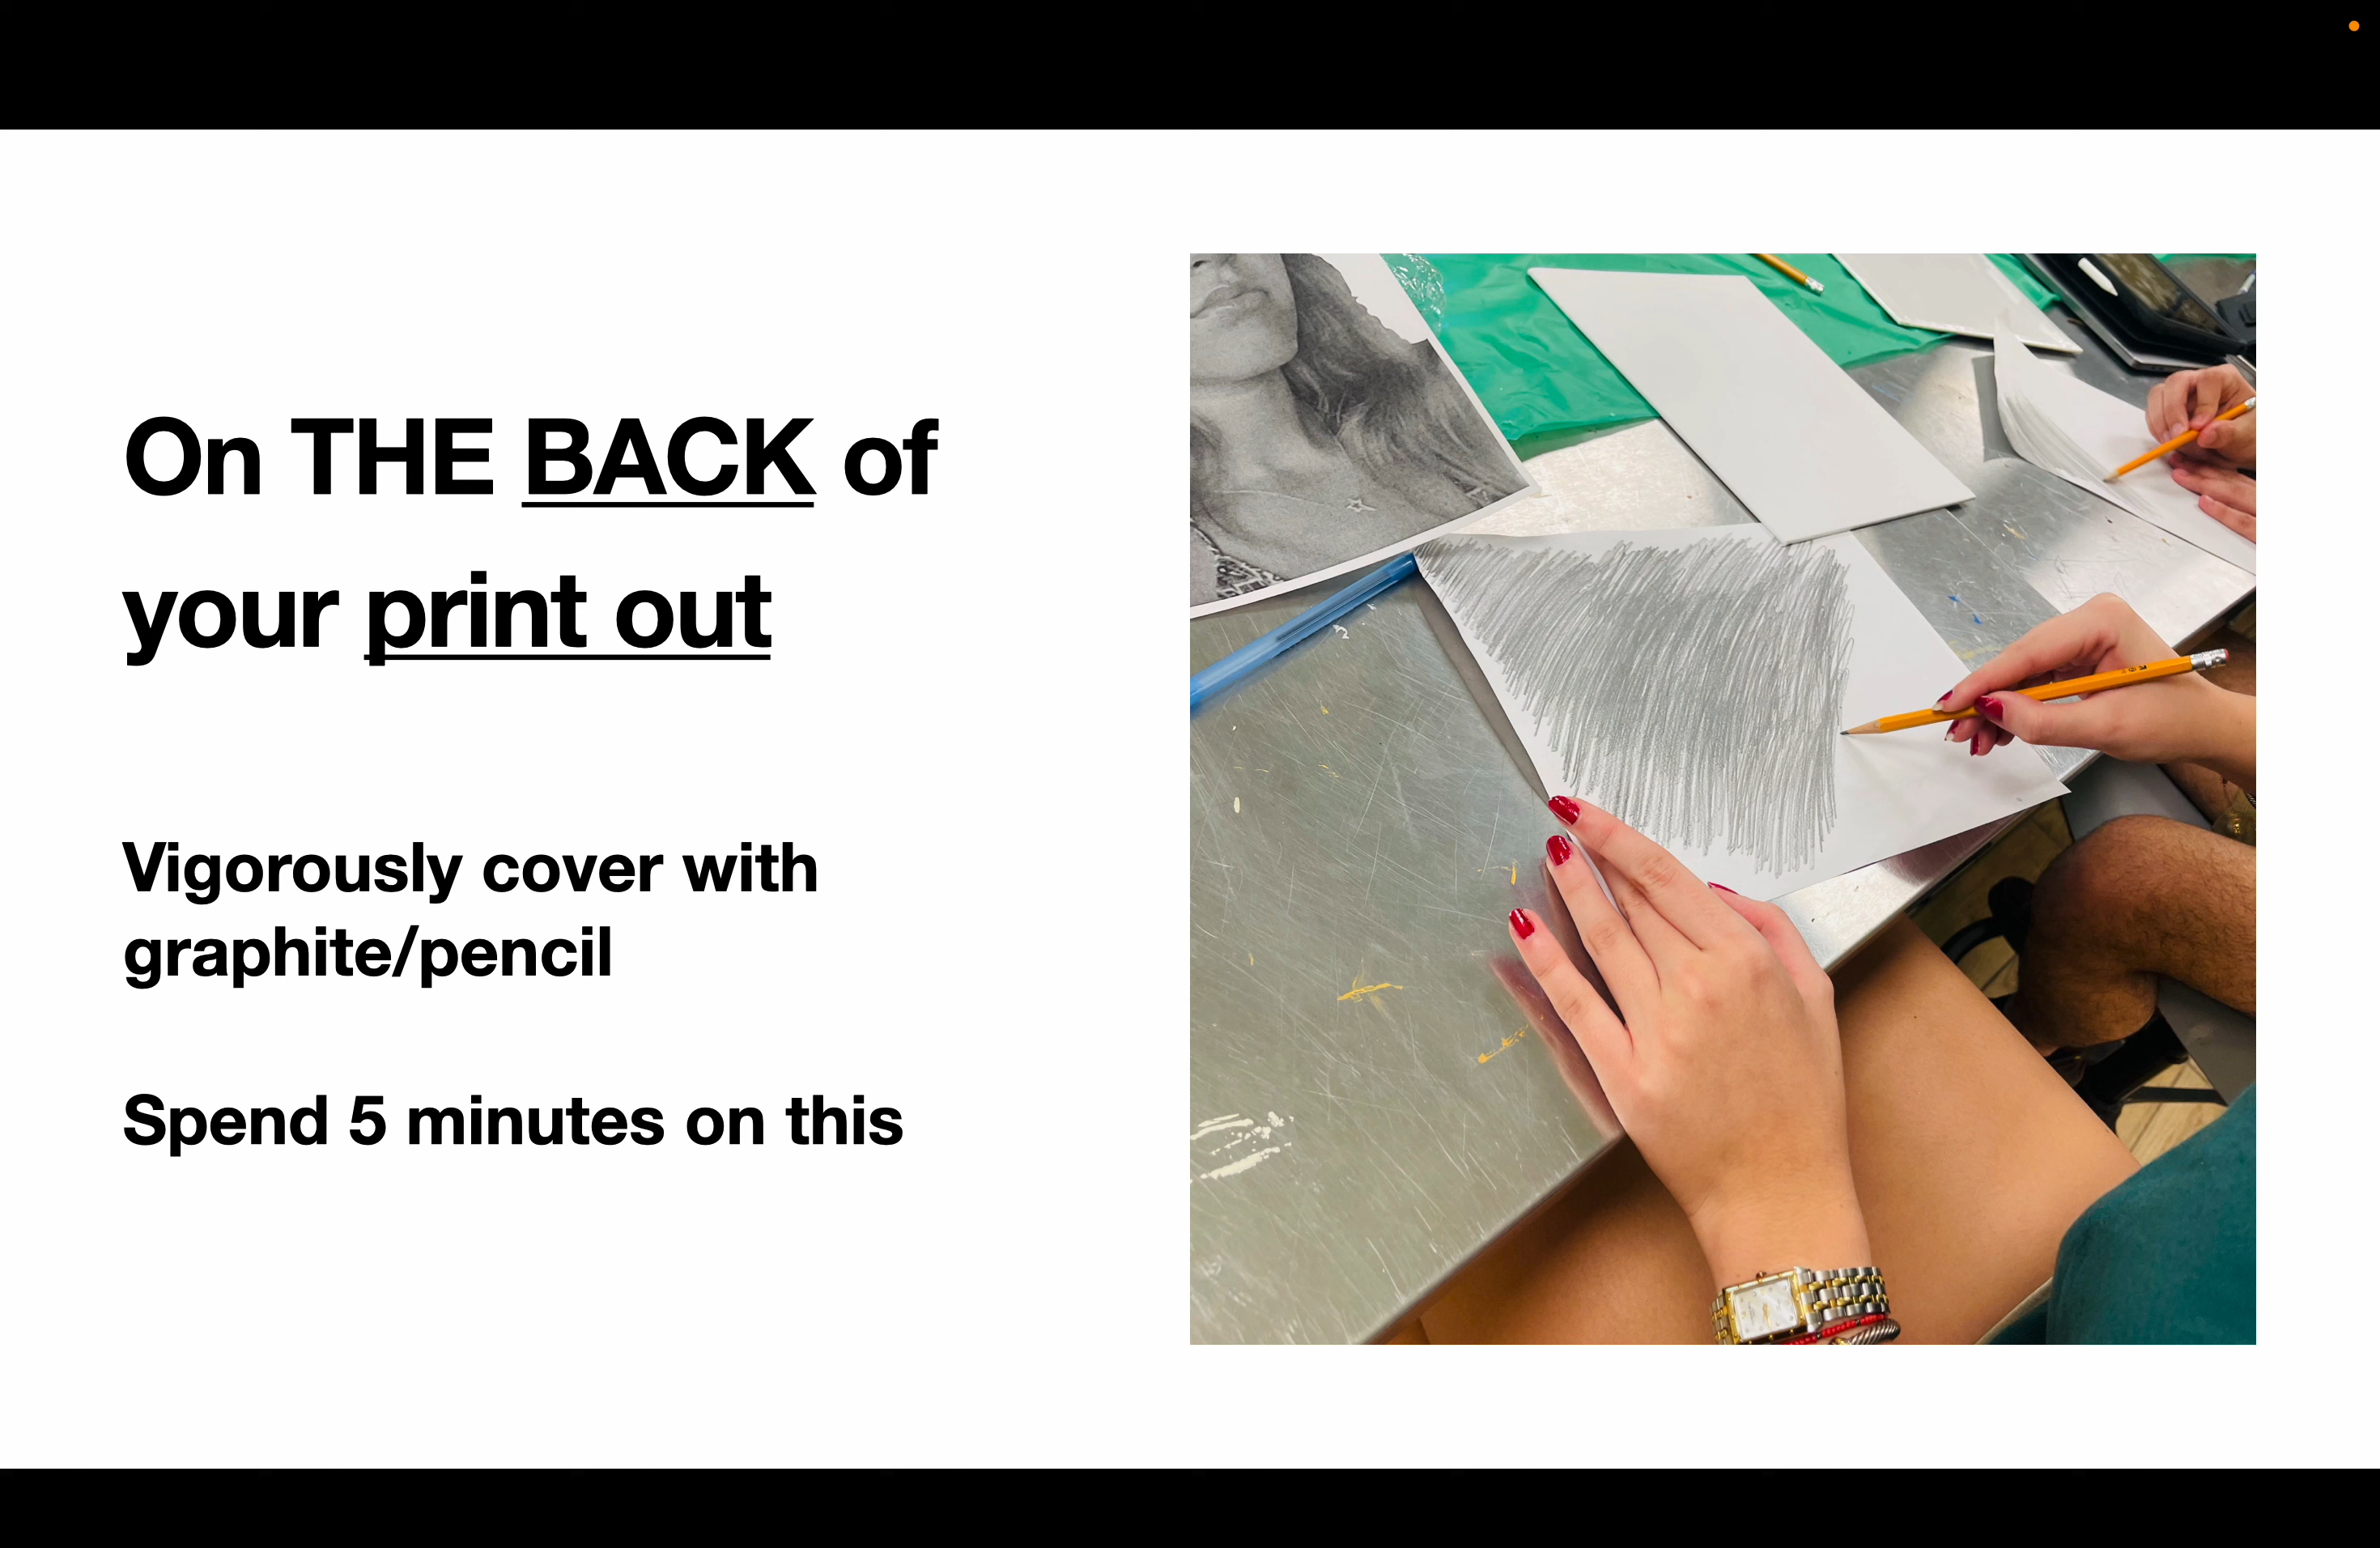 On THE BACK of
your print out
Vigorously cover with
graphite/pencil
Spend 5 minutes on this